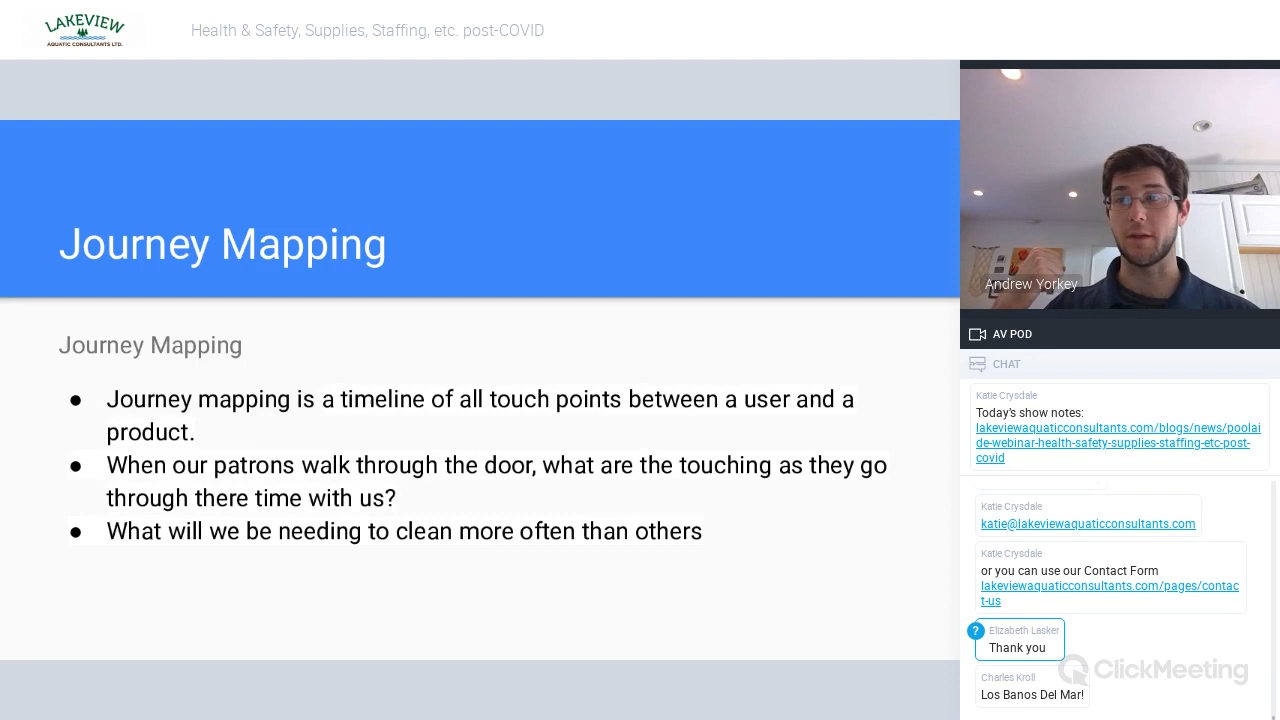 LAKEVIEW
AQUATIC CONSULTANTS LTD.
Health & Safety, Supplies, Staffing, etc. post-COVID
Journey Mapping
Journey Mapping
● Journey mapping is a timeline of all touch points between a user and a
product.
● When our patrons walk through the door, what are the touching as they go
through there time with us?
● What will we be needing to clean more often than others
Andrew Yorkey
AV POD
CHAT
Katie Crysdale
Today's show notes:
lakeviewaquaticconsultants.com/blogs/news/poolai
de-webinar-health-safety-supplies-staffing-etc-post-
covid
Katie Crysdale
katie@lakeviewaquaticconsultants.com
Katie Crysdale
or you can use our Contact Form
lakeviewaquaticconsultants.com/pages/contac
t-us
?
Elizabeth Lasker
Thank you
Charles Kroll
Los Banos Del Mar!
ClickMeeting